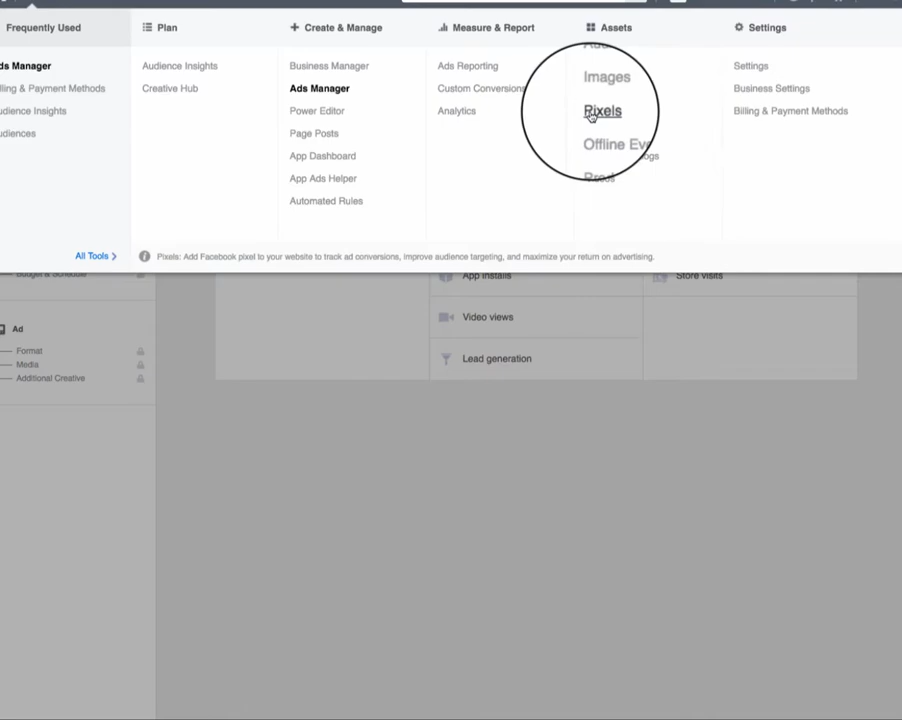 Frequently Used
ds Manager
lling & Payment Methods
udience Insights
udiences
All Tools >
Plan
Audience Insights
Creative Hub
+ Create & Manage
Business Manager
Ads Manager
Power Editor
Page Posts
App Dashboard
App Ads Helper
Automated Rules
Measure & Report
Ads Reporting
Custom Conversions
Analytics
Assets
Images
Pixels
Offline Eve
ogs
Settings
Settings
Business Settings
Billing & Payment Methods
Pixels: Add Facebook pixel to your website to track ad conversions, improve audience targeting, and maximize your return on advertising.
Budget & Schedule
Ad
Format
Media
Additional Creative
App installs
Video views
Lead generation
Store visits